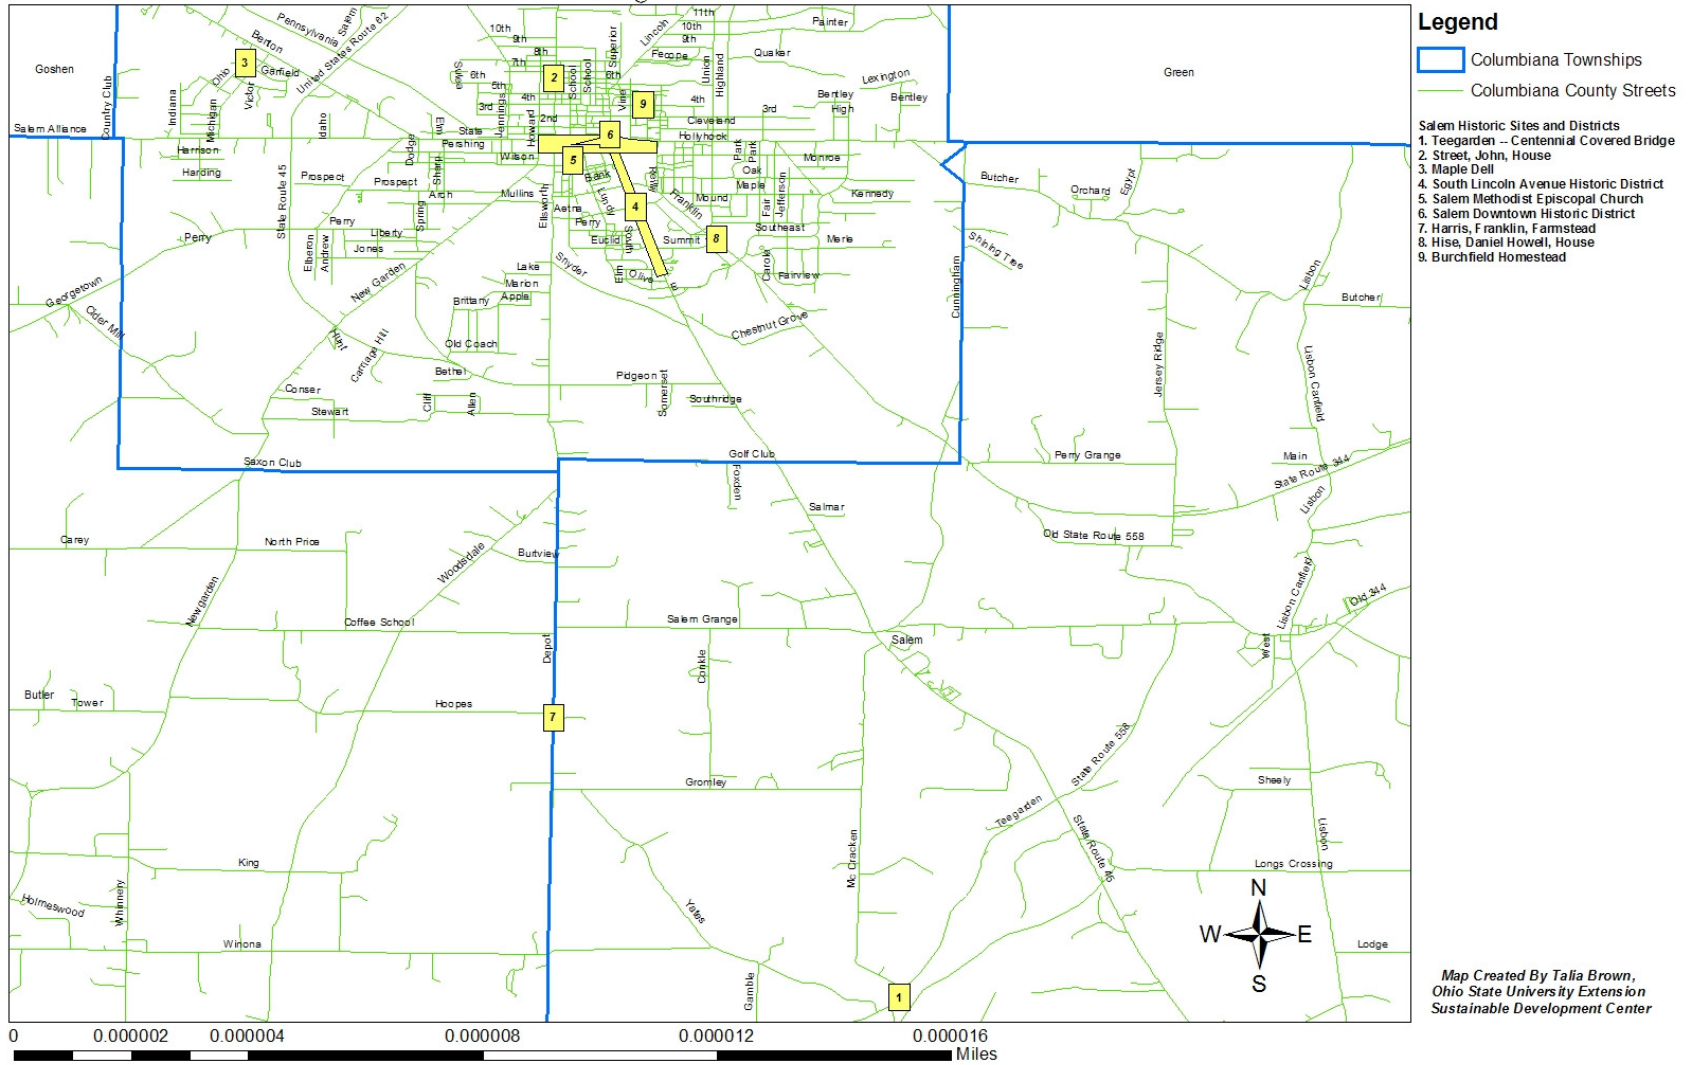 Legend
Columbiana Townships
Columbiana County Streets
Salem Historic Sites and Districts
1. Teegarden -- Centennial Covered Bridge
2. Street, John, House
3. Maple Dell
4. South Lincoln Avenue Historic District
5. Salem Methodist Episcopal Church
6. Salem Downtown Historic District
7. Harris, Franklin, Farmstead
8. Hise, Daniel Howell, House
9. Burchfield Homestead
Goshen
Green
Pennsylvania
Salem
United States Route 62
Benton
3
Garfield
Ohio
Victor
Country Club
Indiana
Michigan
Idaho
Salem Alliance
Harrison
Harding
11th
10th
10th
9th
9th
8th
7th
6th
6th
5th
4th
4th
3rd
3rd
2nd
2
School
School
Superior
Lincoln
Painter
Quaker
Union
Highland
Lexington
Bentley
Bentley
High
Vine
9
Cleveland
Hollyhock
Jennings
Howard
Elm
State
Pershing
Wilson
6
5
Dodge
Sharp
Park
Park
Oak
Maple
Monroe
Prospect
Prospect
Arch
Mullins
Bank
Mound
Kennedy
Franklin
State Route 45
Spring
Ellsworth
Aetna
Perry
Perry
Perry
Liberty
Jones
Elberon
Andrew
4
Euclid
South
Summit
8
Fair
Jefferson
Southeast
Merle
Elm
Olive
Carole
Fairview
Snyder
Lake
Marion
Apple
Brittany
New Garden
Georgetown
Cider Mill
Hunt
Carriage Hill
Old Coach
Bethel
Chestnut Grove
Cunningham
Butcher
Orchard
Egypt
Shining Tree
Lisbon
Butcher
Jersey Ridge
Lisbon Canfield
Conser
Stewart
Cliff
Allen
Pidgeon
Somerset
Southridge
Saxon Club
Golf Club
Foxden
Perry Grange
Main
State Route 344
Lisbon
Salmar
Carey
North Price
Woodsdale
Burtview
Old State Route 558
Newgarden
Coffee School
Salem Grange
Salem
Lisbon Canfield
Old 344
West
Depot
Conkle
Butler
Tower
Hoopes
7
State Route 558
Gromley
Sheely
Teegarden
State Route 45
Lisbon
Mc Cracken
King
Longs Crossing
Holmeswood
Whinnery
Yates
Winona
Lodge
Gamble
1
N
W
E
S
Map Created By Talia Brown,
Ohio State University Extension
Sustainable Development Center
0 0.000002 0.000004 0.000008 0.000012 0.000016
Miles